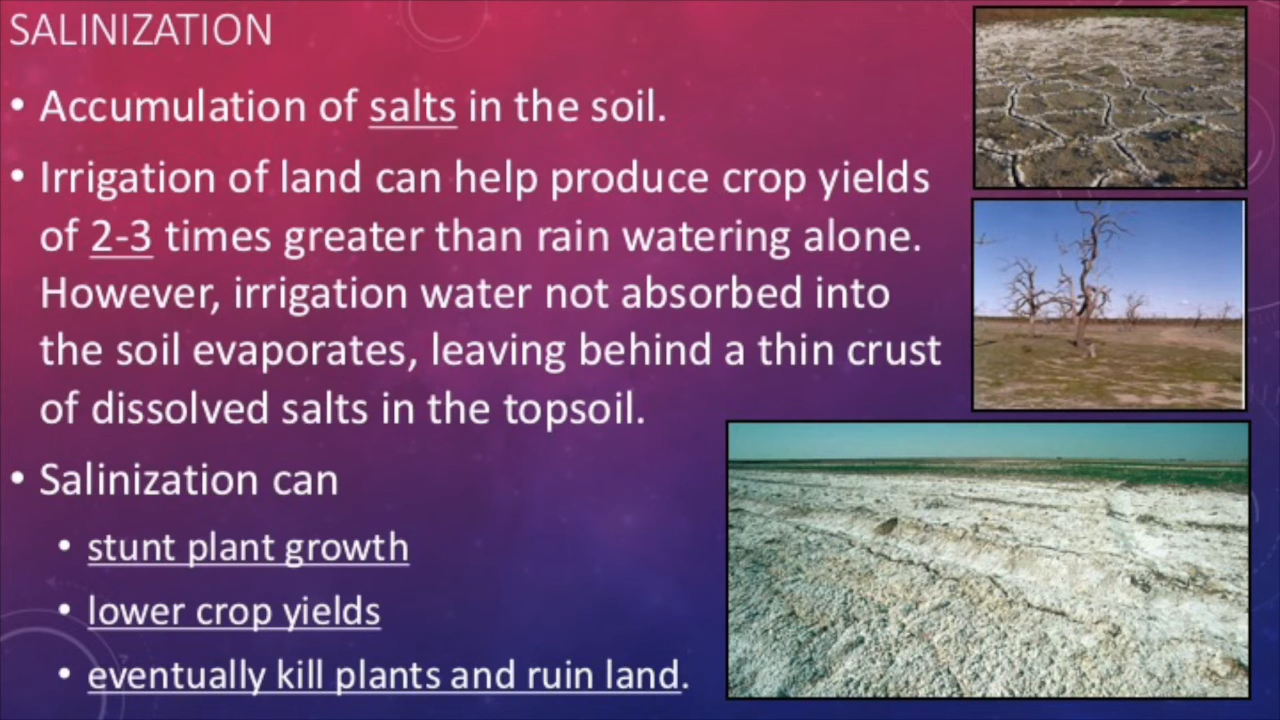 SALINIZATION
• Accumulation of salts in the soil.
• Irrigation of land can help produce crop yields
of 2-3 times greater than rain watering alone.
However, irrigation water not absorbed into
the soil evaporates, leaving behind a thin crust
of dissolved salts in the topsoil.
• Salinization can
• stunt plant growth
• lower crop yields
• eventually kill plants and ruin land.